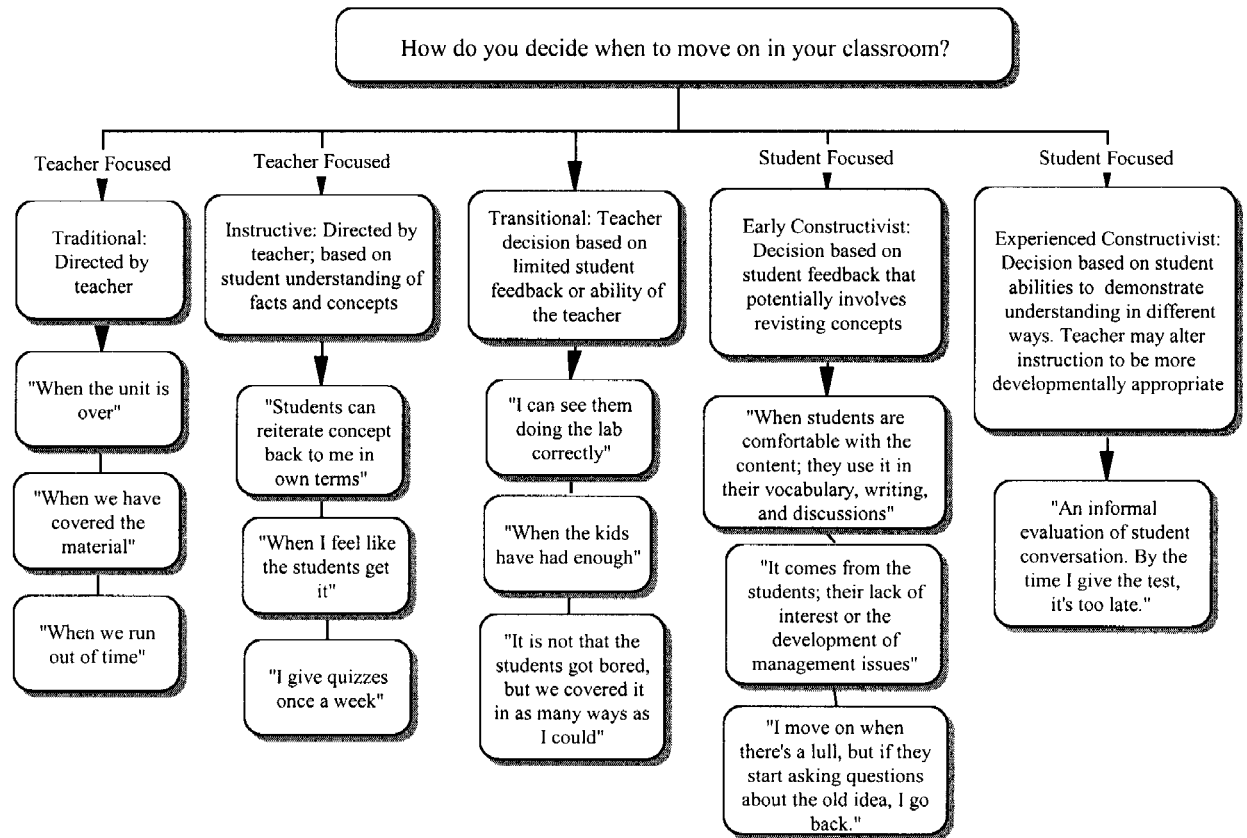 How do you decide when to move on in your classroom?
Teacher Focused
Traditional:
Directed by
teacher
"When the unit is
over"
"When we have
covered the
material"
"When we run
out of time"
Teacher Focused
Instructive: Directed by
teacher; based on
student understanding of
facts and concepts
"Students can
reiterate concept
back to me in
own terms"
"When I feel like
the students get
it"
"I give quizzes
once a week"
Transitional: Teacher
decision based on
limited student
feedback or ability of
the teacher
"I can see them
doing the lab
correctly"
"When the kids
have had enough"
"It is not that the
students got bored,
but we covered it
in as many ways as
I could"
Student Focused
Early Constructivist:
Decision based on
student feedback that
potentially involves
revisting concepts
"When students are
comfortable with the
content; they use it in
their vocabulary, writing,
and discussions"
"It comes from the
students; their lack of
interest or the
development of
management issues"
"I move on when
there's a lull, but if they
start asking questions
about the old idea, I go
back."
Student Focused
Experienced Constructivist:
Decision based on student
abilities to demonstrate
understanding in different
ways. Teacher may alter
instruction to be more
developmentally appropriate
"An informal
evaluation of student
conversation. By the
time I give the test,
it's too late."